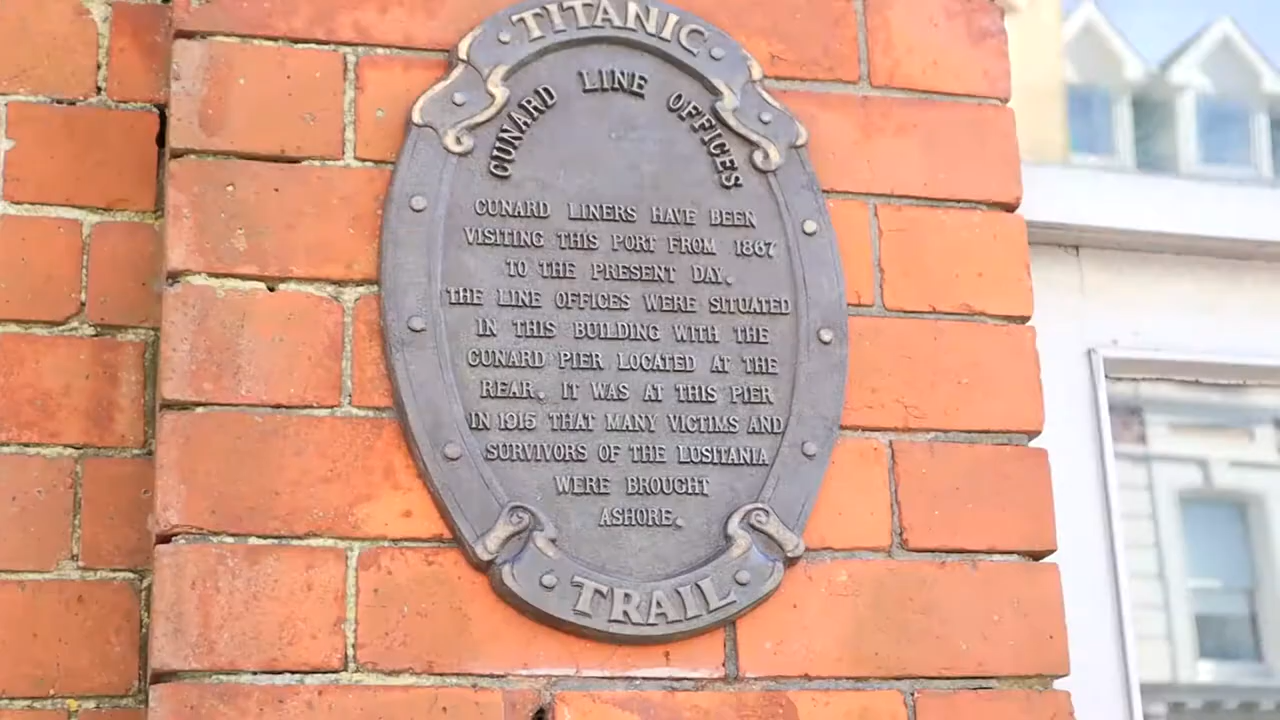 TITANIC
CUNARD LINE OFFICES
CUNARD LINERS HAVE BEEN
VISITING THIS PORT FROM 1867
TO THE PRESENT DAY.
THE LINE OFFICES WERE SITUATED
IN THIS BUILDING WITH THE
CUNARD PIER LOCATED AT THE
REAR. IT WAS AT THIS PIER
IN 1915 THAT MANY VICTIMS AND
SURVIVORS OF THE LUSITANIA
WERE BROUGHT
ASHORE.
TRAIL